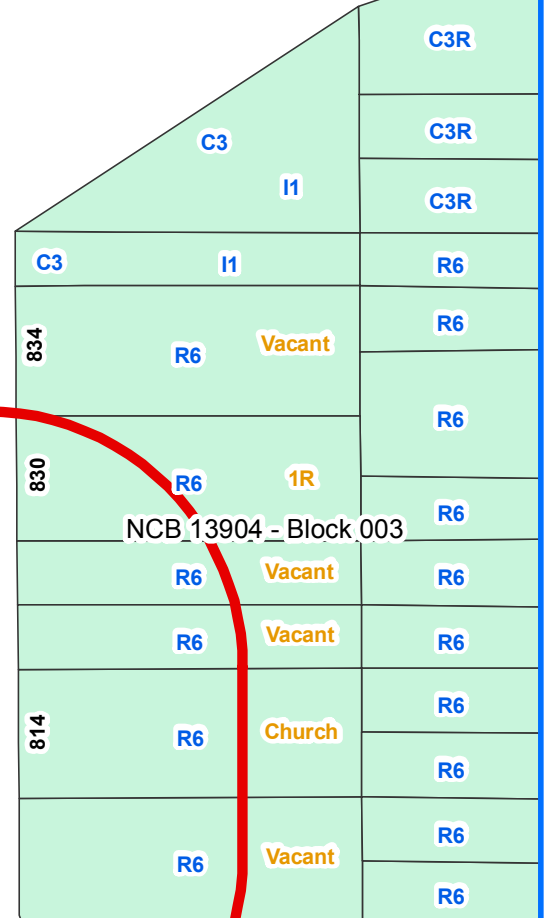 C3R
C3R
C3
I1
C3R
C3
I1
R6
R6
834
R6
Vacant
R6
830
R6
1R
R6
NCB 13904 - Block 003
R6
Vacant
R6
R6
Vacant
R6
R6
814
R6
Church
R6
R6
R6
Vacant
R6